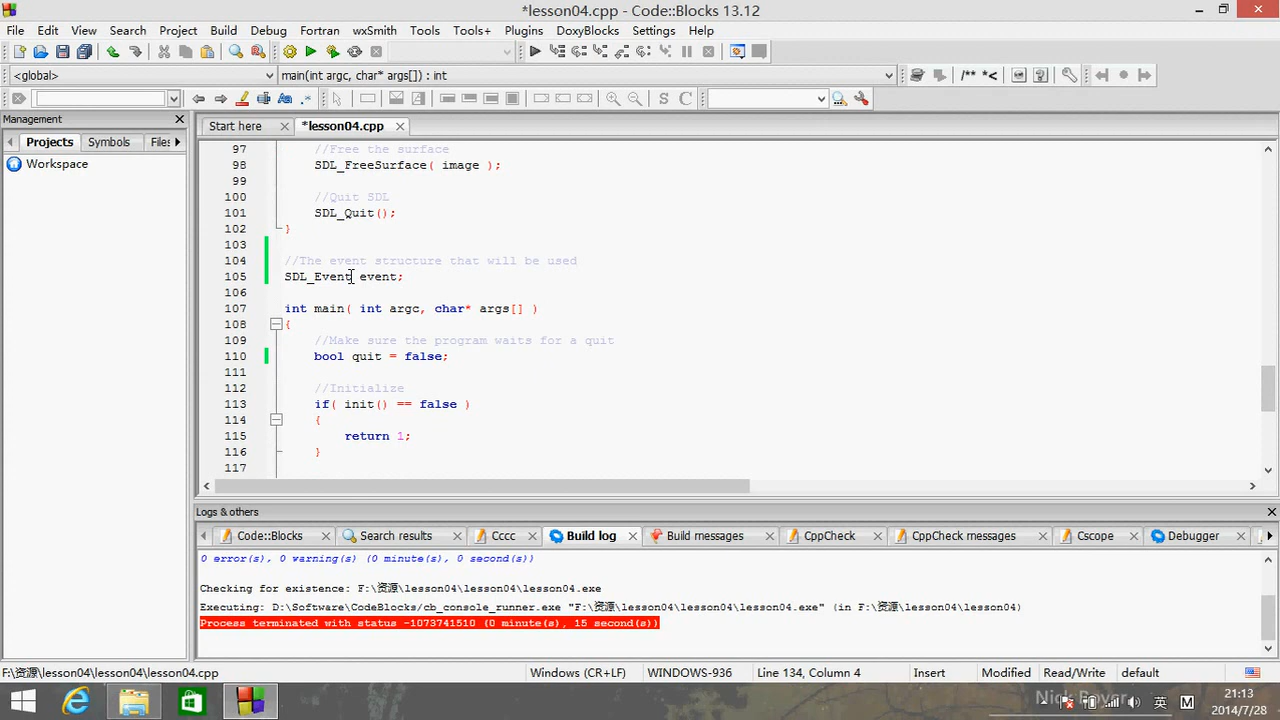 *lesson04.cpp - Code::Blocks 13.12
File Edit View Search Project Build Debug Fortran wxSmith Tools Tools+ Plugins DoxyBlocks Settings Help
<global> main(int argc, char* args[]) : int /** *<
S C
Management
Start here *lesson04.cpp
Projects Symbols Files
Workspace
97 //Free the surface
98 SDL_FreeSurface( image );
99
100 //Quit SDL
101 SDL_Quit();
102 }
103
104 //The event structure that will be used
105 SDL_Event event;
106
107 int main( int argc, char* args[] )
108 {
109 //Make sure the program waits for a quit
110 bool quit = false;
111
112 //Initialize
113 if( init() == false )
114 {
115 return 1;
116 }
117
Logs & others
Code::Blocks Search results Cccc Build log Build messages CppCheck CppCheck messages Cscope Debugger
0 error(s), 0 warning(s) (0 minute(s), 0 second(s))
Checking for existence: F:\资源\lesson04\lesson04\lesson04.exe
Executing: D:\Software\CodeBlocks/cb_console_runner.exe "F:\资源\lesson04\lesson04\lesson04.exe" (in F:\资源\lesson04\lesson04)
Process terminated with status -1073741510 (0 minute(s), 15 second(s))
F:\资源\lesson04\lesson04\lesson04.cpp Windows (CR+LF) WINDOWS-936 Line 134, Column 4 Insert Modified Read/Write default
英 M 21:13
2014/7/28